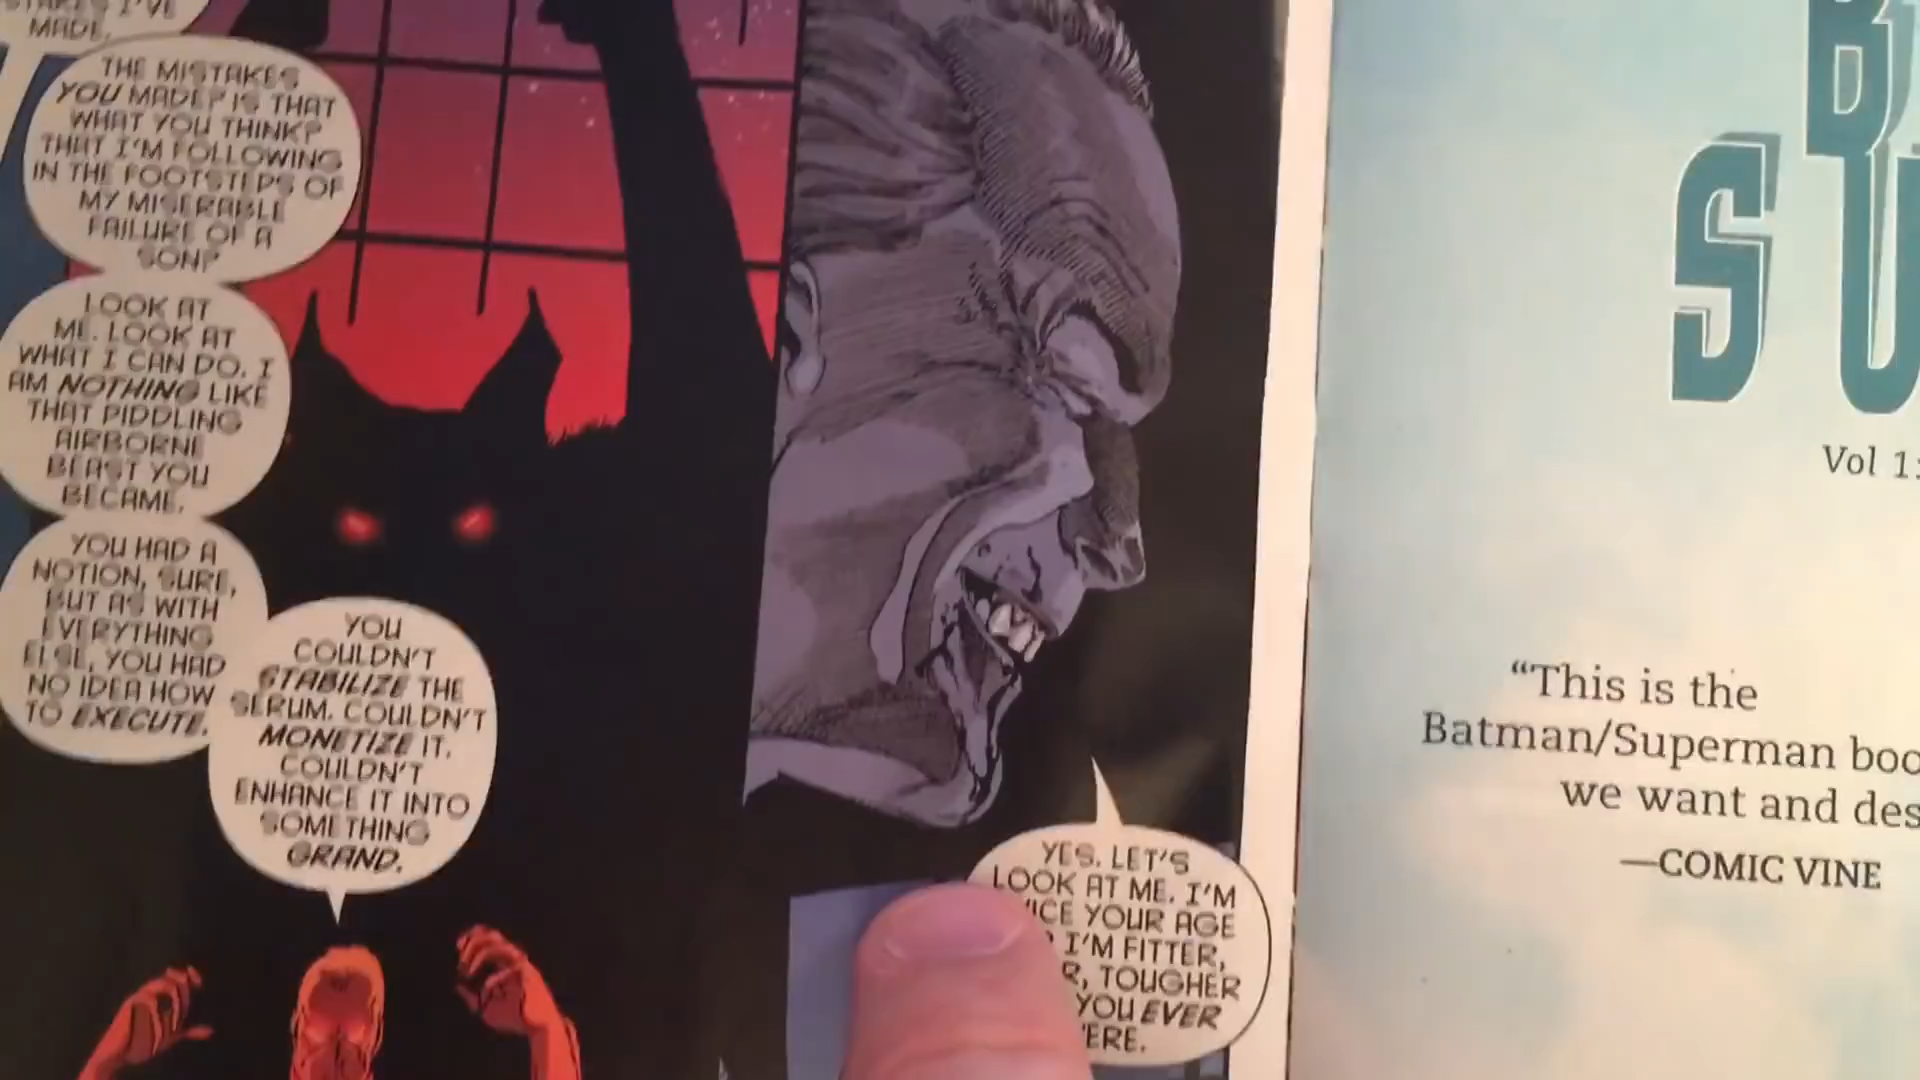 MADE.
THE MISTAKES
YOU MADE? IS THAT
WHAT YOU THINK?
THAT I'M FOLLOWING
IN THE FOOTSTEPS OF
MY MISERABLE
FAILURE OF A
SON?
LOOK AT
ME. LOOK AT
WHAT I CAN DO. I
AM NOTHING LIKE
THAT PIDDLING
AIRBORNE
BEAST YOU
BECAME.
YOU HAD A
NOTION, SURE,
BUT AS WITH
EVERYTHING
ELSE, YOU HAD
NO IDEA HOW
TO EXECUTE.
YOU
COULDN'T
STABILIZE THE
SERUM. COULDN'T
MONETIZE IT.
COULDN'T
ENHANCE IT INTO
SOMETHING
GRAND.
YES. LET'S
LOOK AT ME. I'M
YOUR AGE
I'M FITTER,
TOUGHER
YOU EVER
Vol 1:
“This is the
Batman/Superman
we want and
—COMIC VINE